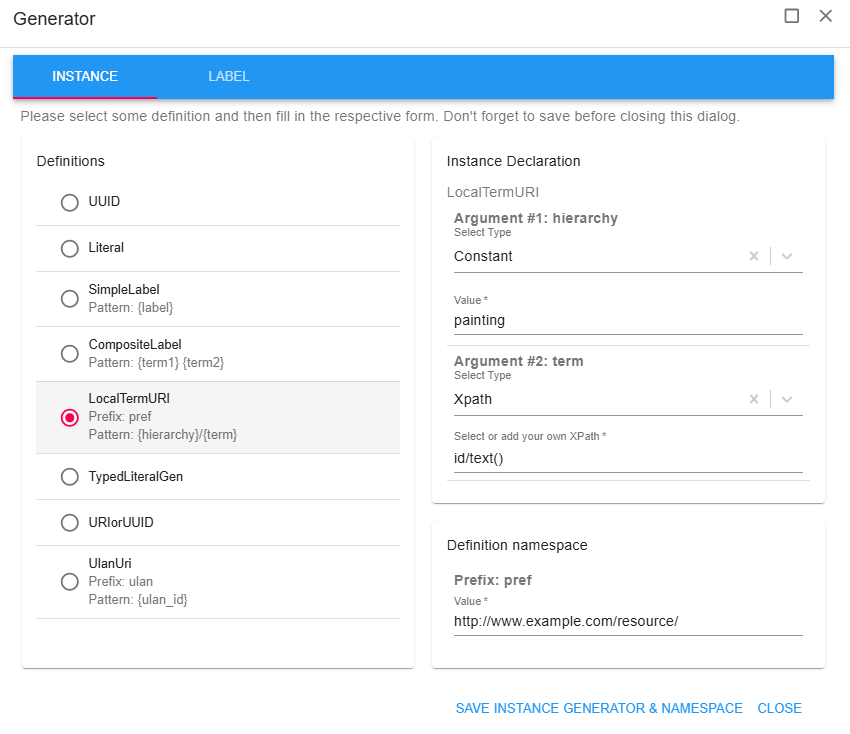 Generator
INSTANCE
LABEL
Please select some definition and then fill in the respective form. Don't forget to save before closing this dialog.
Definitions
UUID
Literal
SimpleLabel
Pattern: {label}
CompositeLabel
Pattern: {term1} {term2}
LocalTermURI
Prefix: pref
Pattern: {hierarchy}/{term}
TypedLiteralGen
URIorUUID
UlanUri
Prefix: ulan
Pattern: {ulan_id}
Instance Declaration
LocalTermURI
Argument #1: hierarchy
Select Type
Constant
Value *
painting
Argument #2: term
Select Type
Xpath
Select or add your own XPath *
id/text()
Definition namespace
Prefix: pref
Value *
http://www.example.com/resource/
SAVE INSTANCE GENERATOR & NAMESPACE
CLOSE